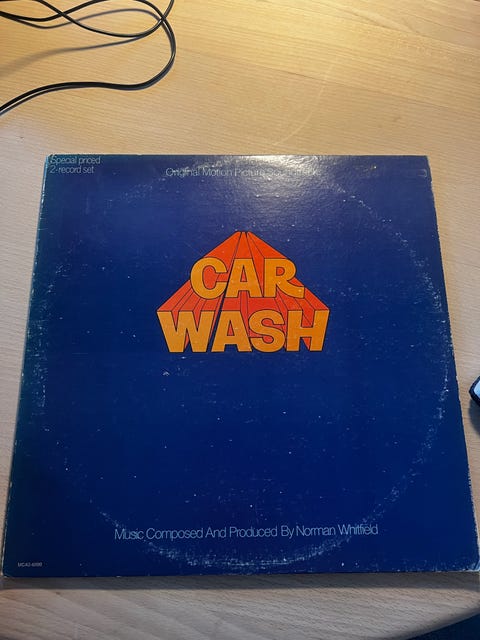 Special priced
2-record set
Original Motion Picture Soundtrack
CAR
WASH
Music Composed And Produced By Norman Whitfield